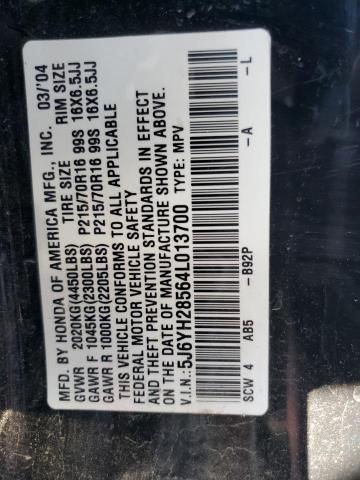 MFD. BY HONDA OF AMERICA MFG., INC. 03/'04
TIRE SIZE RIM SIZE
GVWR 2020KG(4450LBS) P215/70R16 99S 16X6.5JJ
GAWR F 1045KG(2300LBS) P215/70R16 99S 16X6.5JJ
GAWR R 1000KG(2205LBS)
THIS VEHICLE CONFORMS TO ALL APPLICABLE
FEDERAL MOTOR VEHICLE SAFETY
AND THEFT PREVENTION STANDARDS IN EFFECT
ON THE DATE OF MANUFACTURE SHOWN ABOVE.
V.I.N.: 5J6YH28564L013700 TYPE: MPV
SCW 4 AB5 -B92P -A -L